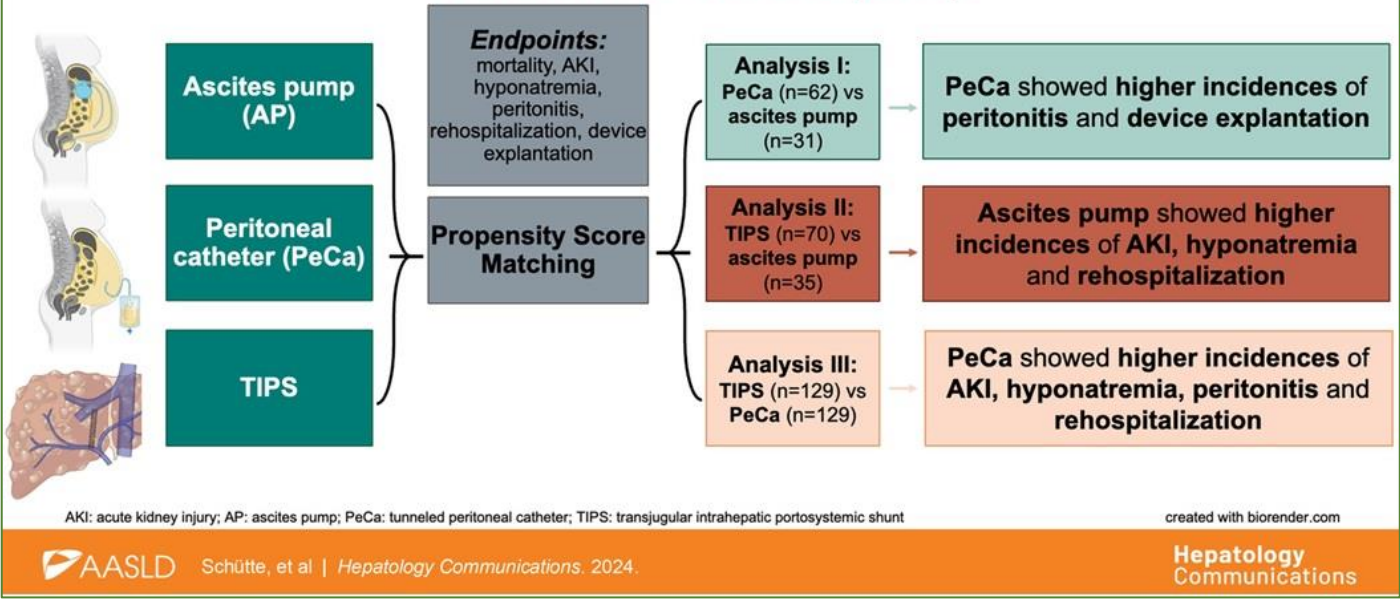 Ascites pump
(AP)
Peritoneal
catheter (PeCa)
TIPS
Endpoints:
mortality, AKI,
hyponatremia,
peritonitis,
rehospitalization, device
explantation
Propensity Score
Matching
Analysis I:
PeCa (n=62) vs
ascites pump
(n=31)
PeCa showed higher incidences of
peritonitis and device explantation
Analysis II:
TIPS (n=70) vs
ascites pump
(n=35)
Ascites pump showed higher
incidences of AKI, hyponatremia
and rehospitalization
Analysis III:
TIPS (n=129) vs
PeCa (n=129)
PeCa showed higher incidences of
AKI, hyponatremia, peritonitis and
rehospitalization
AKI: acute kidney injury; AP: ascites pump; PeCa: tunneled peritoneal catheter; TIPS: transjugular intrahepatic portosystemic shunt
created with biorender.com
AASLD
Schütte, et al | Hepatology Communications. 2024.
Hepatology
Communications